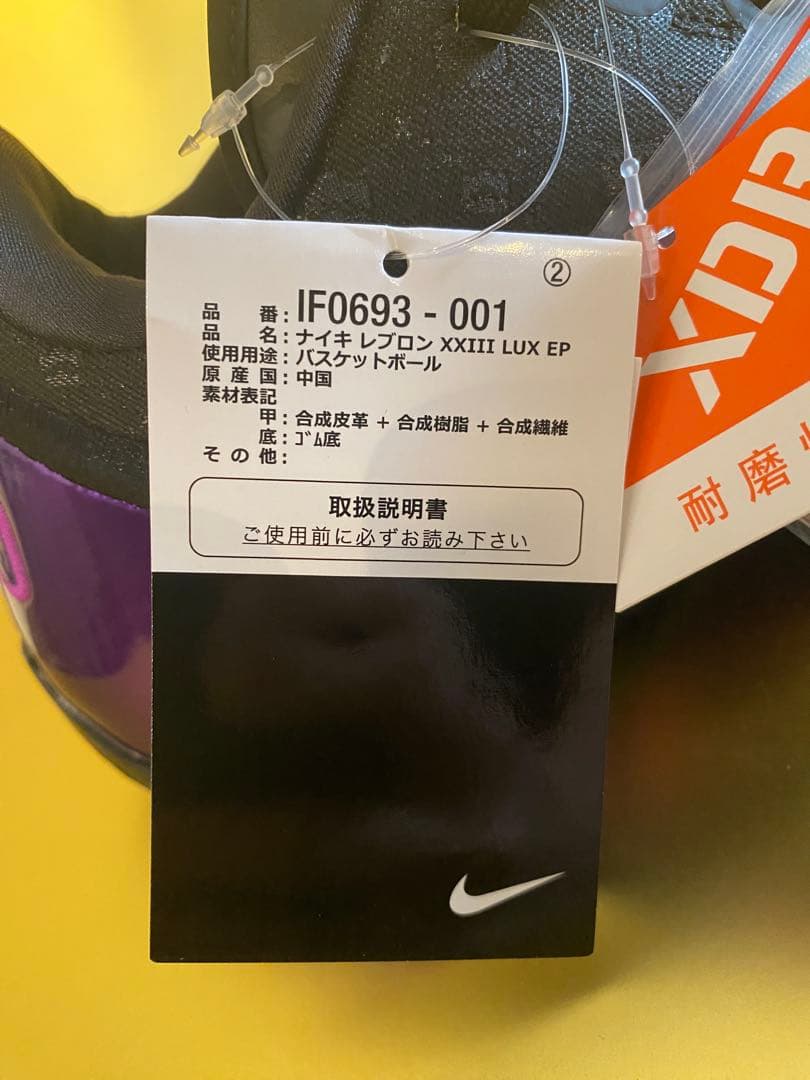 ②
品 番: IF0693 - 001
品 名: ナイキ レブロン XXIII LUX EP
使用用途: バスケットボール
原 産 国: 中国
素材表記
甲: 合成皮革 + 合成樹脂 + 合成繊維
底: ゴム底
そ の 他:
取扱説明書
ご使用前に必ずお読み下さい
XDR
耐磨